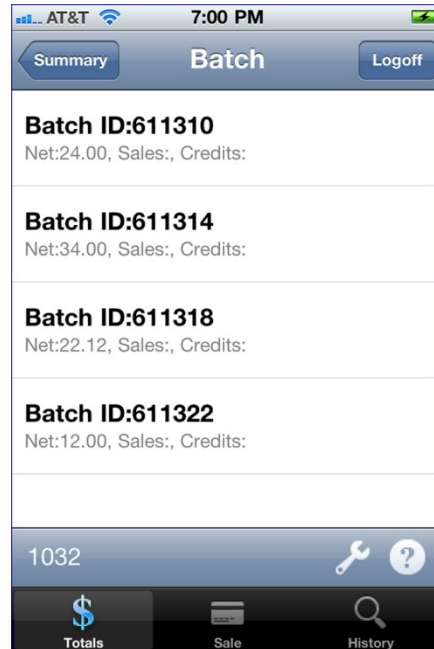 AT&T 7:00 PM
Summary Batch Logoff
Batch ID:611310
Net:24.00, Sales:, Credits:
Batch ID:611314
Net:34.00, Sales:, Credits:
Batch ID:611318
Net:22.12, Sales:, Credits:
Batch ID:611322
Net:12.00, Sales:, Credits:
1032 ?
$
Totals Sale History